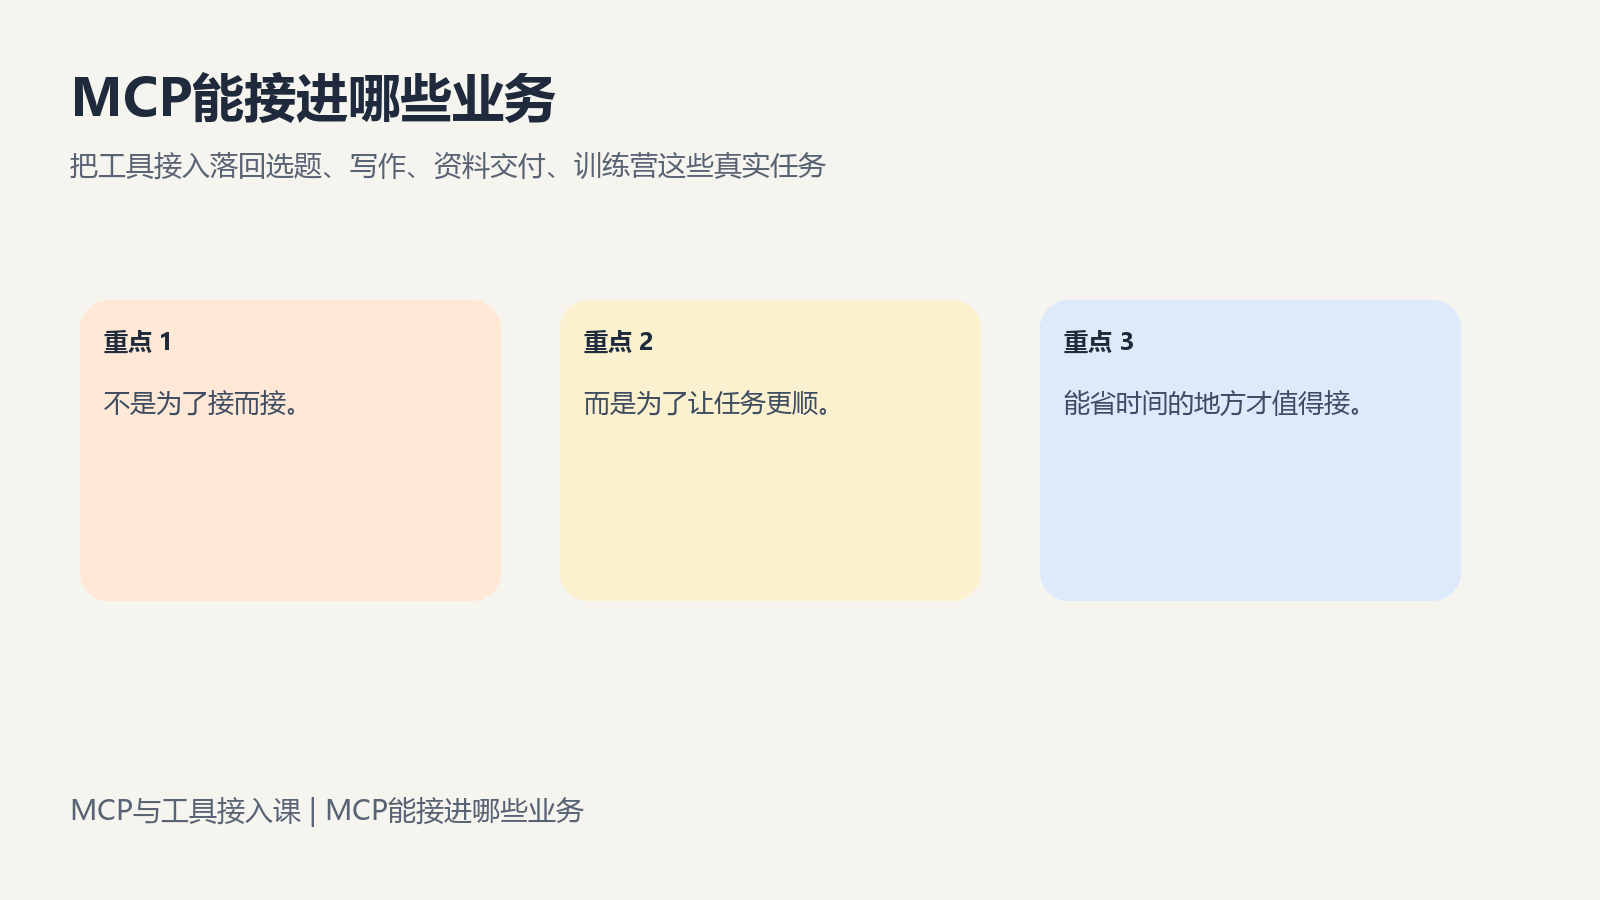 MCP能接进哪些业务
把工具接入落回选题、写作、资料交付、训练营这些真实任务
重点 1
不是为了接而接。
重点 2
而是为了让任务更顺。
重点 3
能省时间的地方才值得接。
MCP与工具接入课 | MCP能接进哪些业务